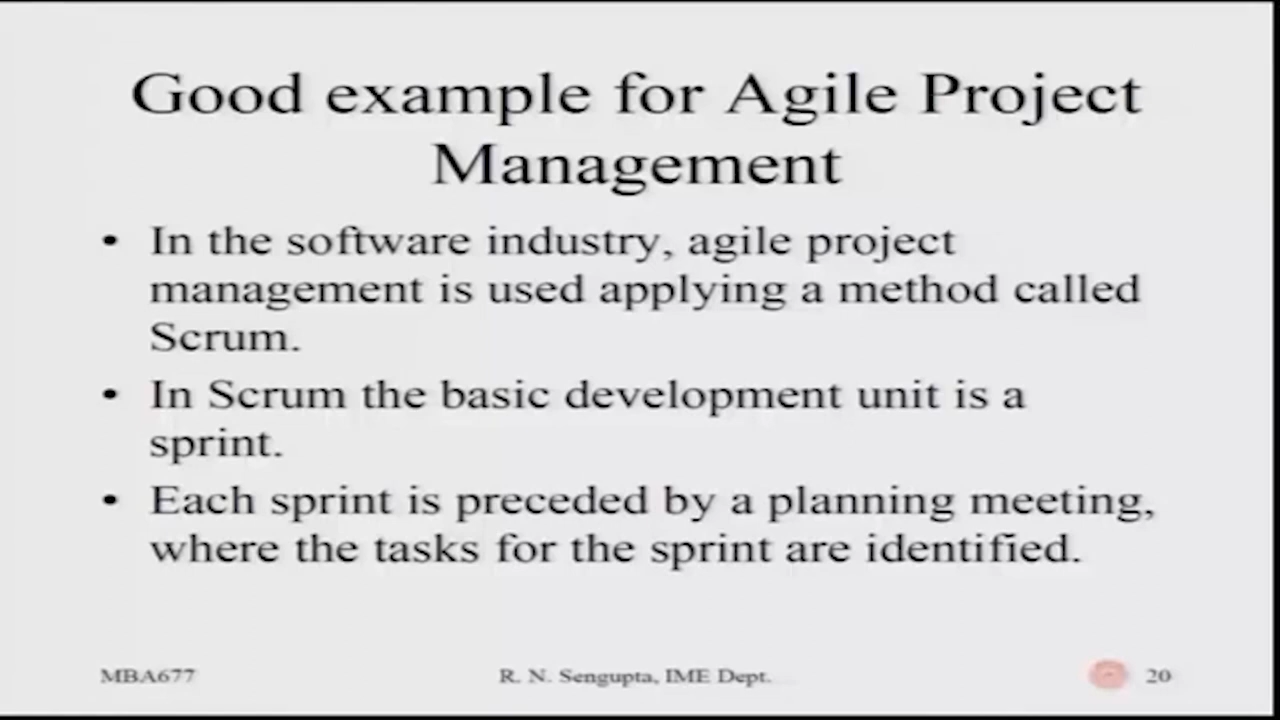 Good example for Agile Project
Management
• In the software industry, agile project
management is used applying a method called
Scrum.
• In Scrum the basic development unit is a
sprint.
• Each sprint is preceded by a planning meeting,
where the tasks for the sprint are identified.
MBA677
R. N. Sengupta, IME Dept.
20